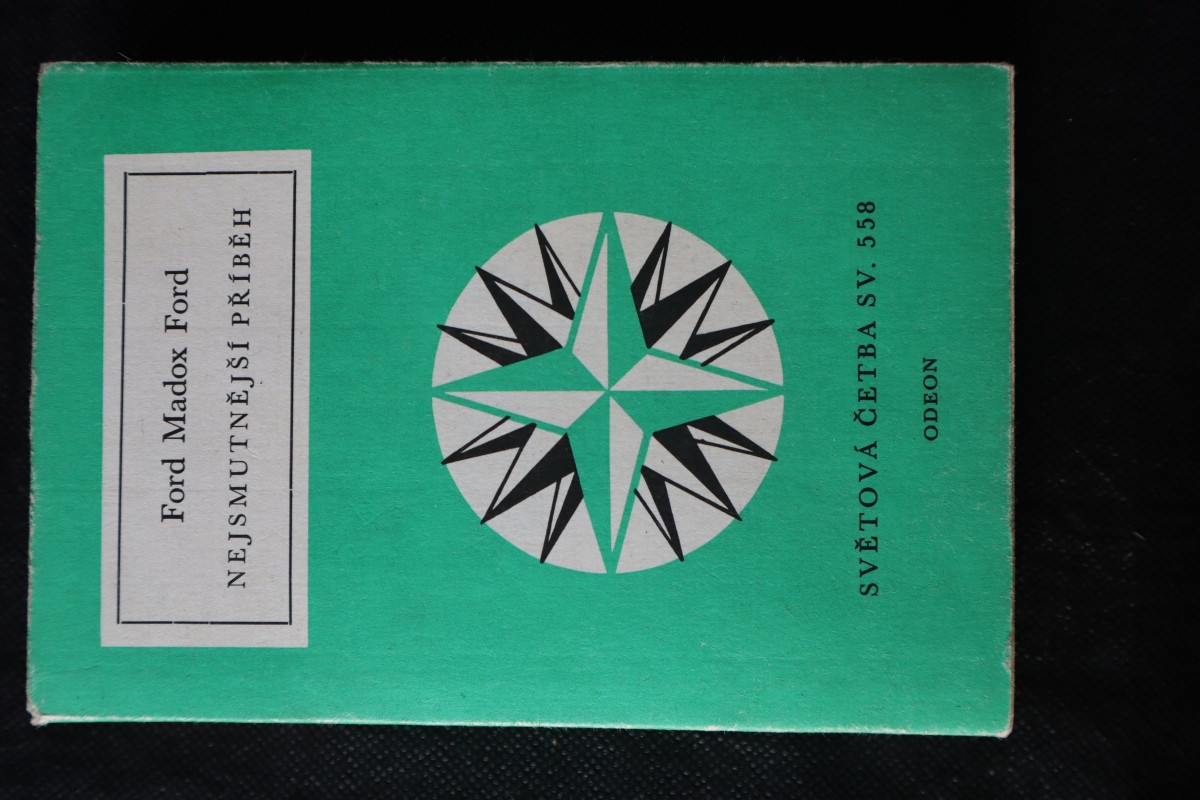 Ford Madox Ford
NEJSMUTNĚJŠÍ PŘÍBĚH
SVĚTOVÁ ČETBA SV. 558
ODEON